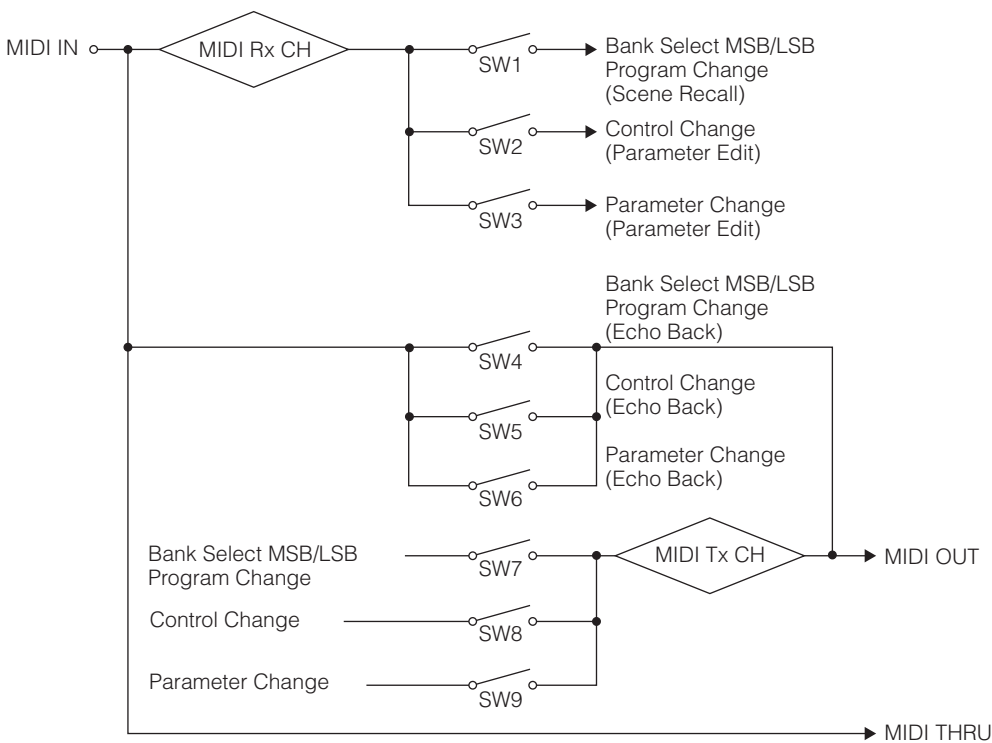 MIDI IN
MIDI Rx CH
SW1
Bank Select MSB/LSB
Program Change
(Scene Recall)
SW2
Control Change
(Parameter Edit)
SW3
Parameter Change
(Parameter Edit)
Bank Select MSB/LSB
Program Change
(Echo Back)
SW4
Control Change
(Echo Back)
SW5
Parameter Change
(Echo Back)
SW6
Bank Select MSB/LSB
Program Change
SW7
MIDI Tx CH
MIDI OUT
Control Change
SW8
Parameter Change
SW9
MIDI THRU